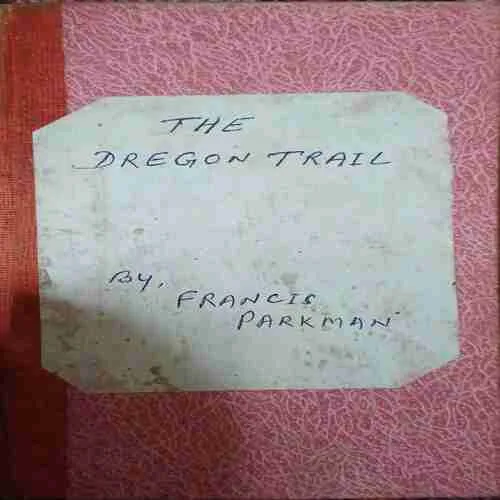 THE
DREGON TRAIL
By,
FRANCIS
PARKMAN